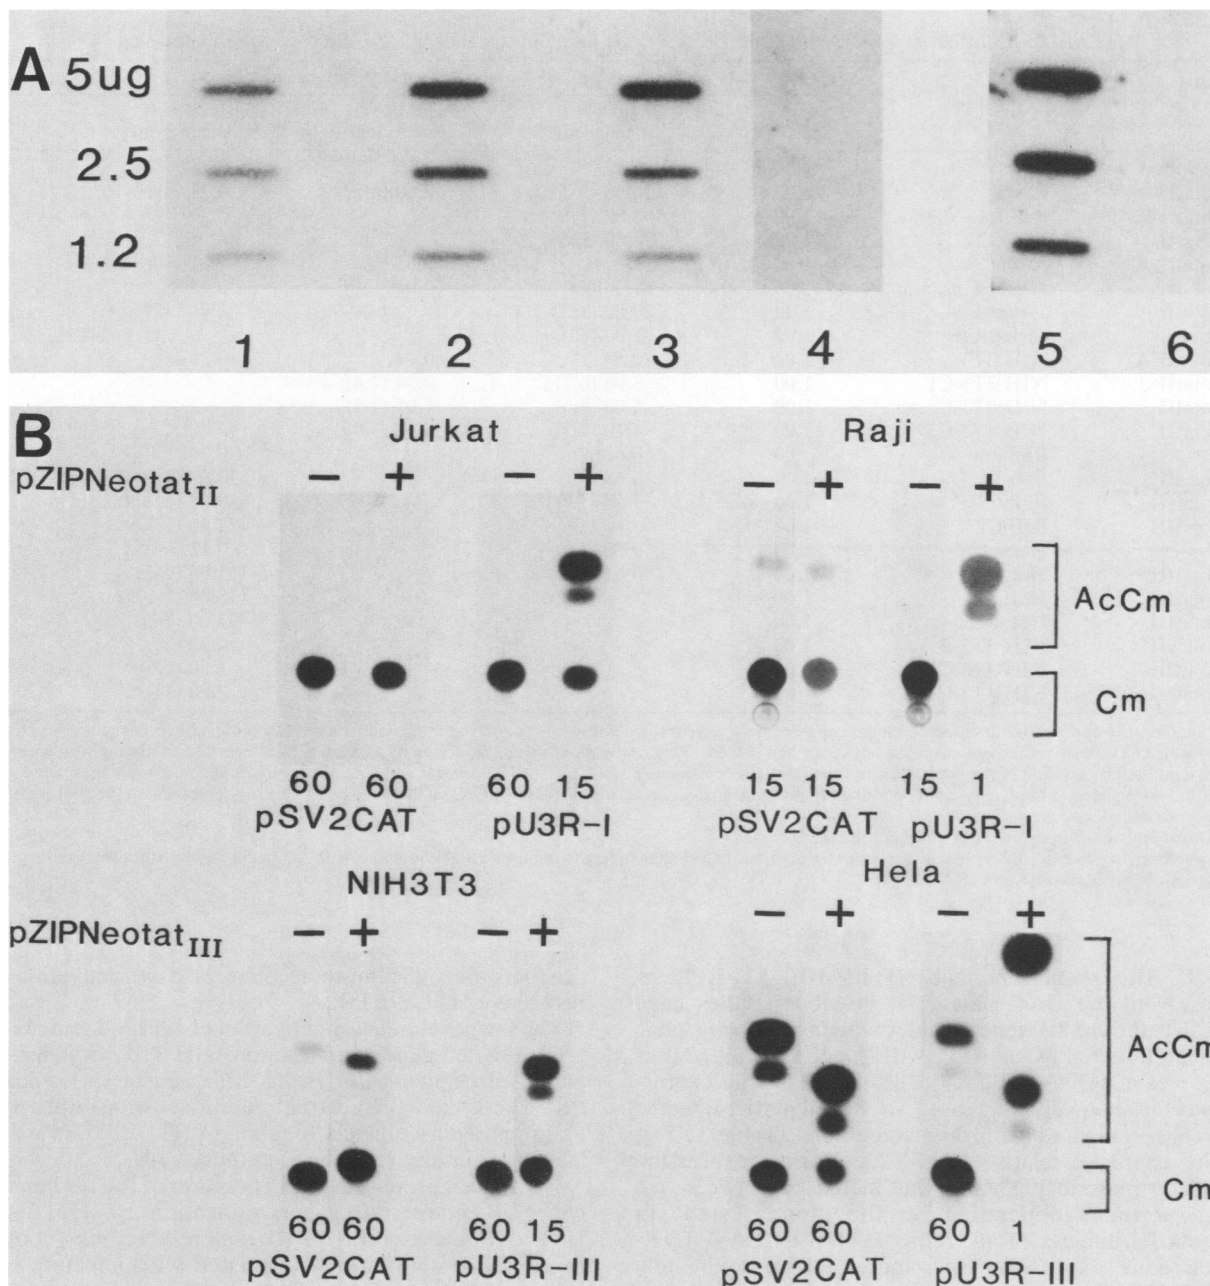 A 5ug
2.5
1.2
1 2 3 4 5 6
B
Jurkat Raji
pZIPNeotatII − + − + − + − +
AcCm
Cm
60 60 60 15 15 15 15 1
pSV2CAT pU3R-I pSV2CAT pU3R-I
NIH3T3 Hela
pZIPNeotatIII − + − + − + − +
AcCm
Cm
60 60 60 15 60 60 60 1
pSV2CAT pU3R-III pSV2CAT pU3R-III